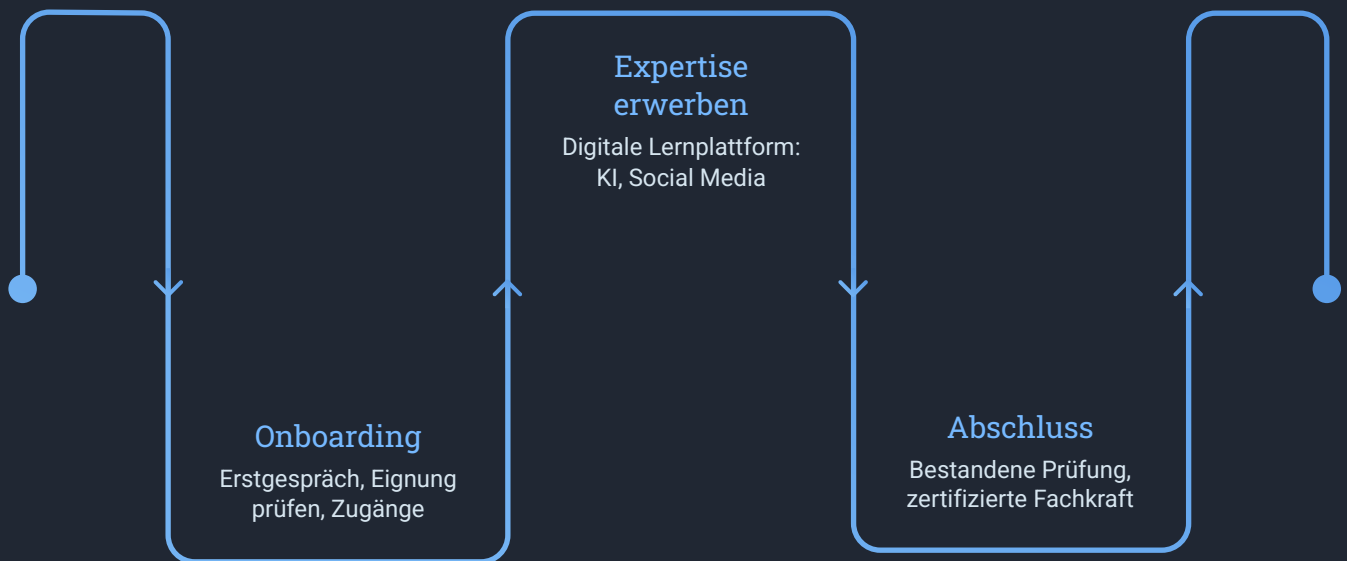 Onboarding
Erstgespräch, Eignung
prüfen, Zugänge
Expertise
erwerben
Digitale Lernplattform:
KI, Social Media
Abschluss
Bestandene Prüfung,
zertifizierte Fachkraft